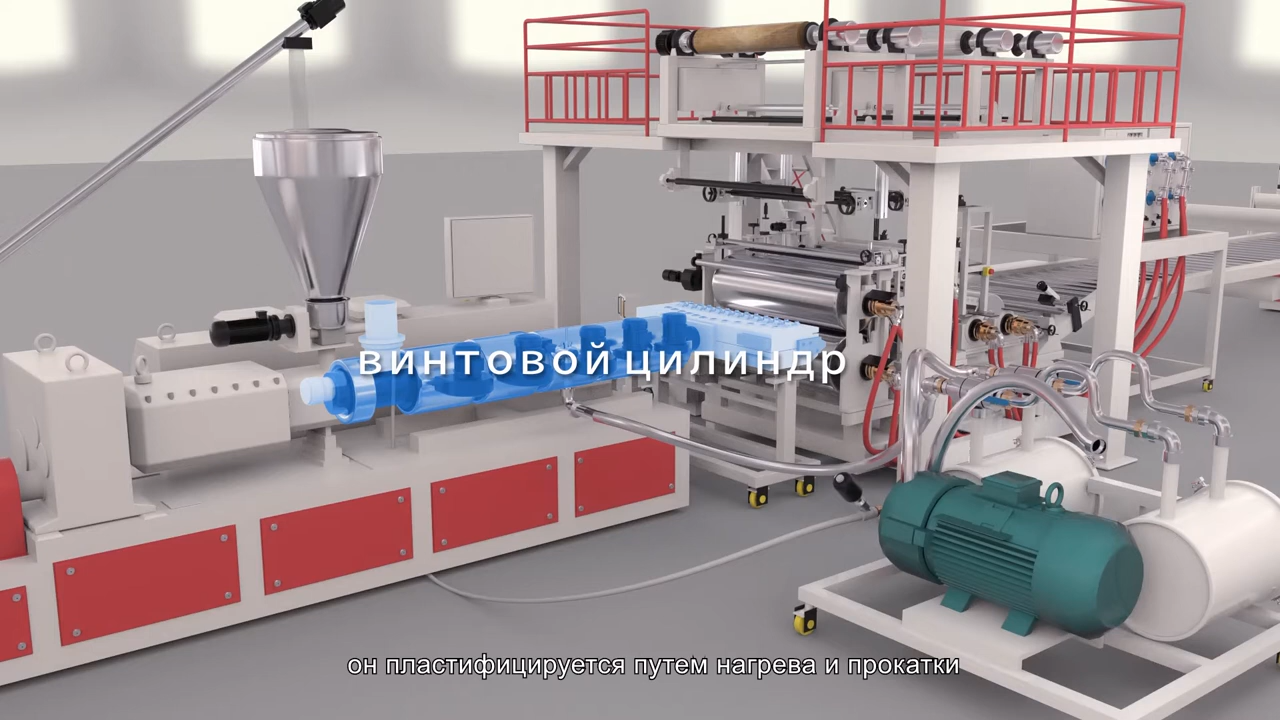 винтовой цилиндр
он пластифицируется путем нагрева и прокатки